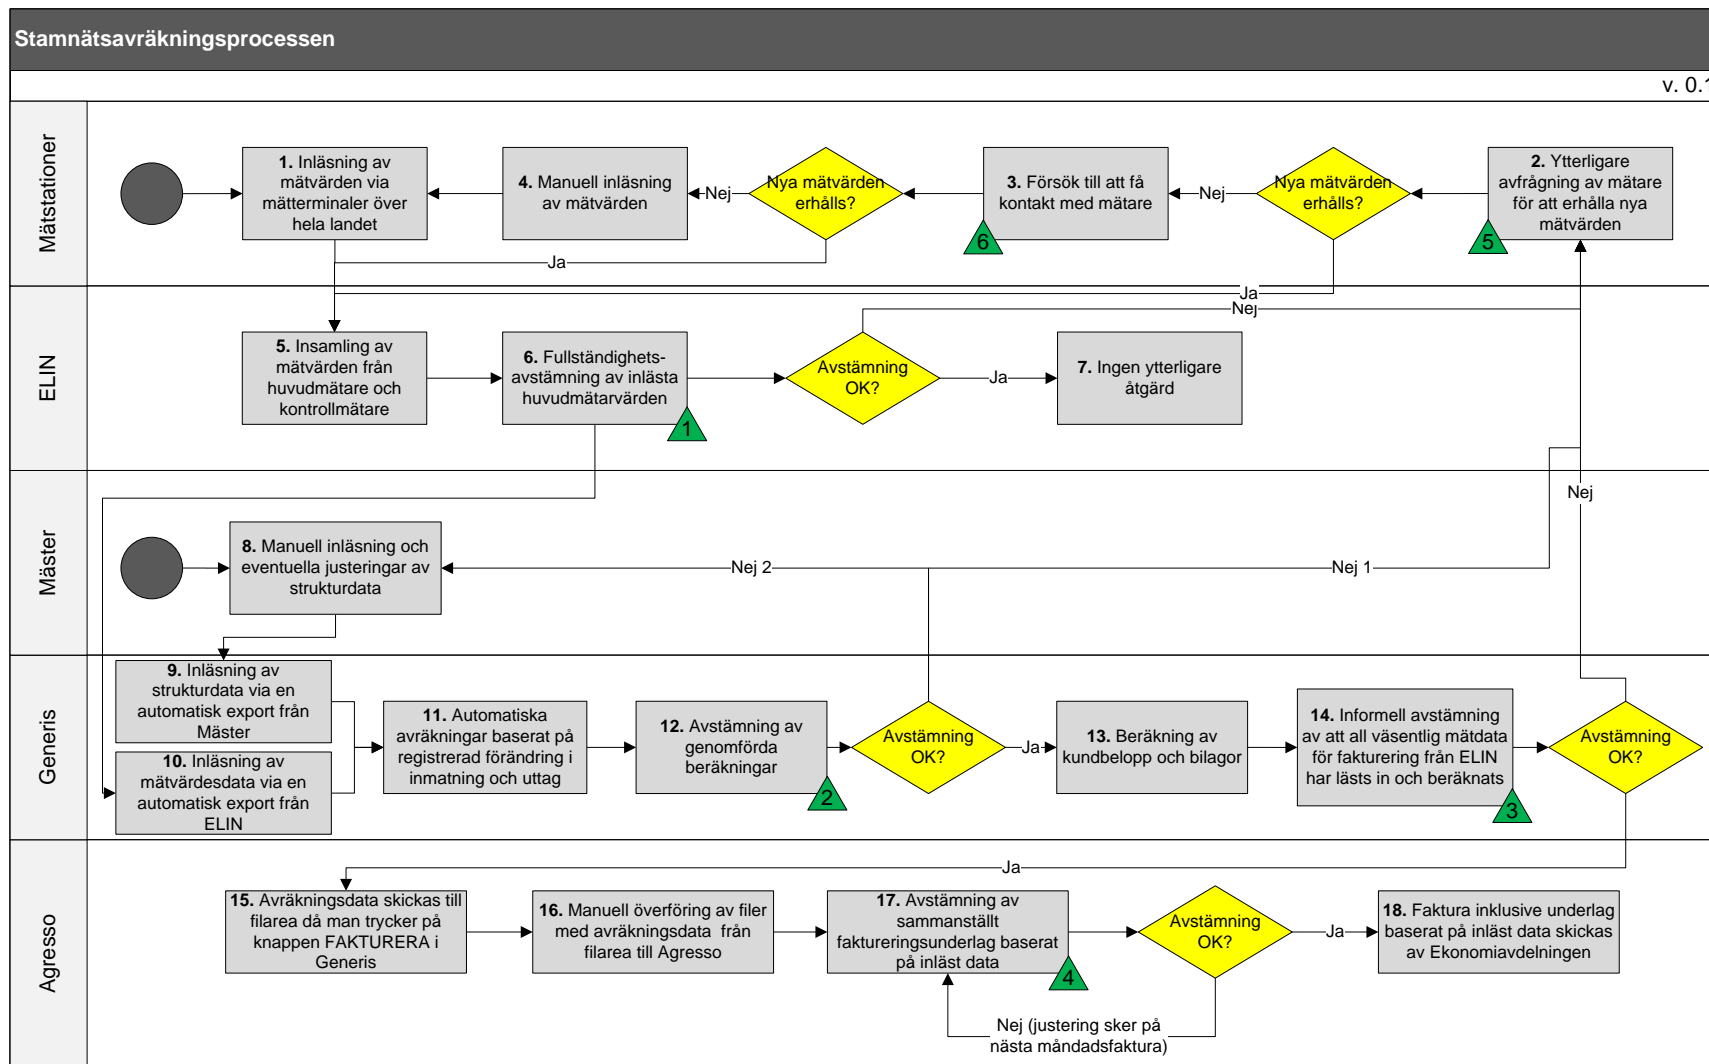 Stamnätsavräkningsprocessen
v. 0.1
Mätstationer
1. Inläsning av
mätvärden via
mätterminaler över
hela landet
4. Manuell inläsning
av mätvärden
Nej
Nya mätvärden
erhålls?
3. Försök till att få
kontakt med mätare
6
Nej
Nya mätvärden
erhålls?
2. Ytterligare
avfrågning av mätare
för att erhålla nya
mätvärden
5
Ja
Ja
Nej
ELIN
5. Insamling av
mätvärden från
huvudmätare och
kontrollmätare
6. Fullständighets-
avstämning av inlästa
huvudmätarvärden
1
Avstämning
OK?
Ja
7. Ingen ytterligare
åtgärd
Nej
Mäster
8. Manuell inläsning och
eventuella justeringar av
strukturdata
Nej 2
Nej 1
Generis
9. Inläsning av
strukturdata via en
automatisk export från
Mäster
10. Inläsning av
mätvärdesdata via en
automatisk export från
ELIN
11. Automatiska
avräkningar baserat på
registrerad förändring i
inmatning och uttag
12. Avstämning av
genomförda
beräkningar
2
Avstämning
OK?
Ja
13. Beräkning av
kundbelopp och bilagor
14. Informell avstämning
av att all väsentlig mätdata
för fakturering från ELIN
har lästs in och beräknats
3
Avstämning
OK?
Ja
Agresso
15. Avräkningsdata skickas till
filarea då man trycker på
knappen FAKTURERA i
Generis
16. Manuell överföring av filer
med avräkningsdata från
filarea till Agresso
17. Avstämning av
sammanställt
faktureringsunderlag baserat
på inläst data
4
Avstämning
OK?
Ja
18. Faktura inklusive underlag
baserat på inläst data skickas
av Ekonomiavdelningen
Nej (justering sker på
nästa måndadsfaktura)